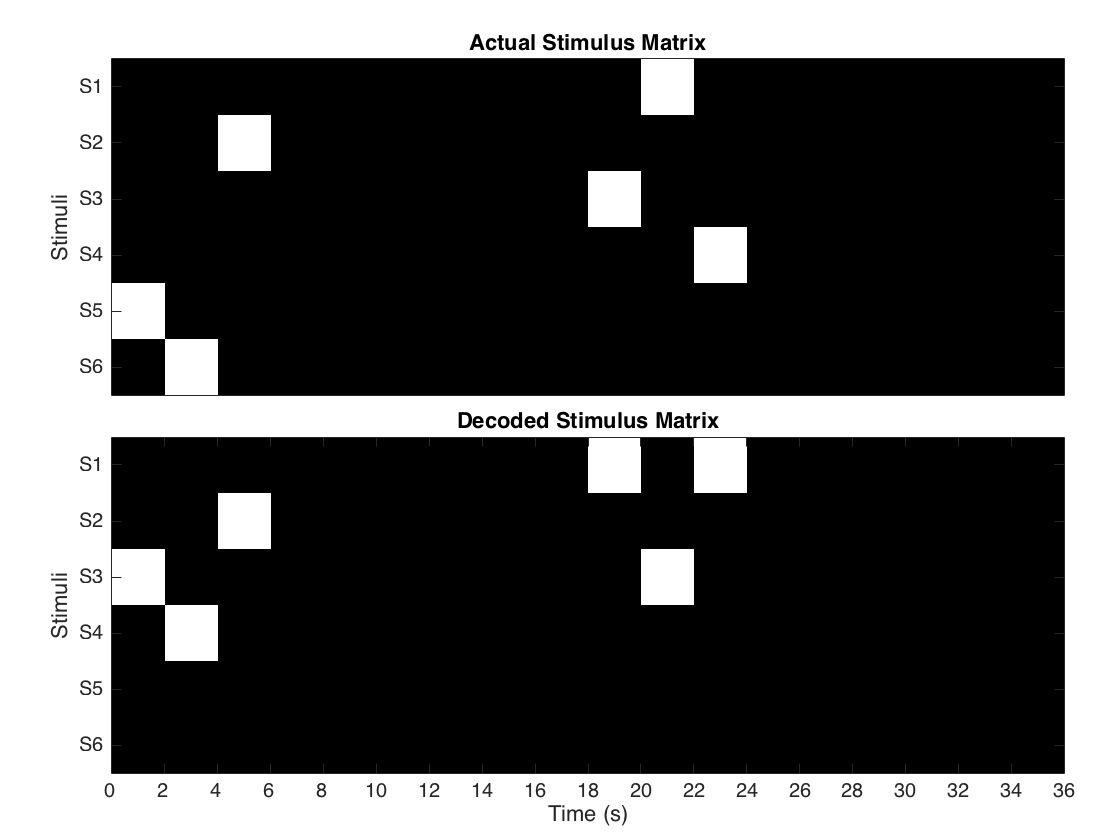 Actual Stimulus Matrix
S1
S2
S3
S4
S5
S6
Stimuli
Decoded Stimulus Matrix
S1
S2
S3
S4
S5
S6
Stimuli
0 2 4 6 8 10 12 14 16 18 20 22 24 26 28 30 32 34 36
Time (s)